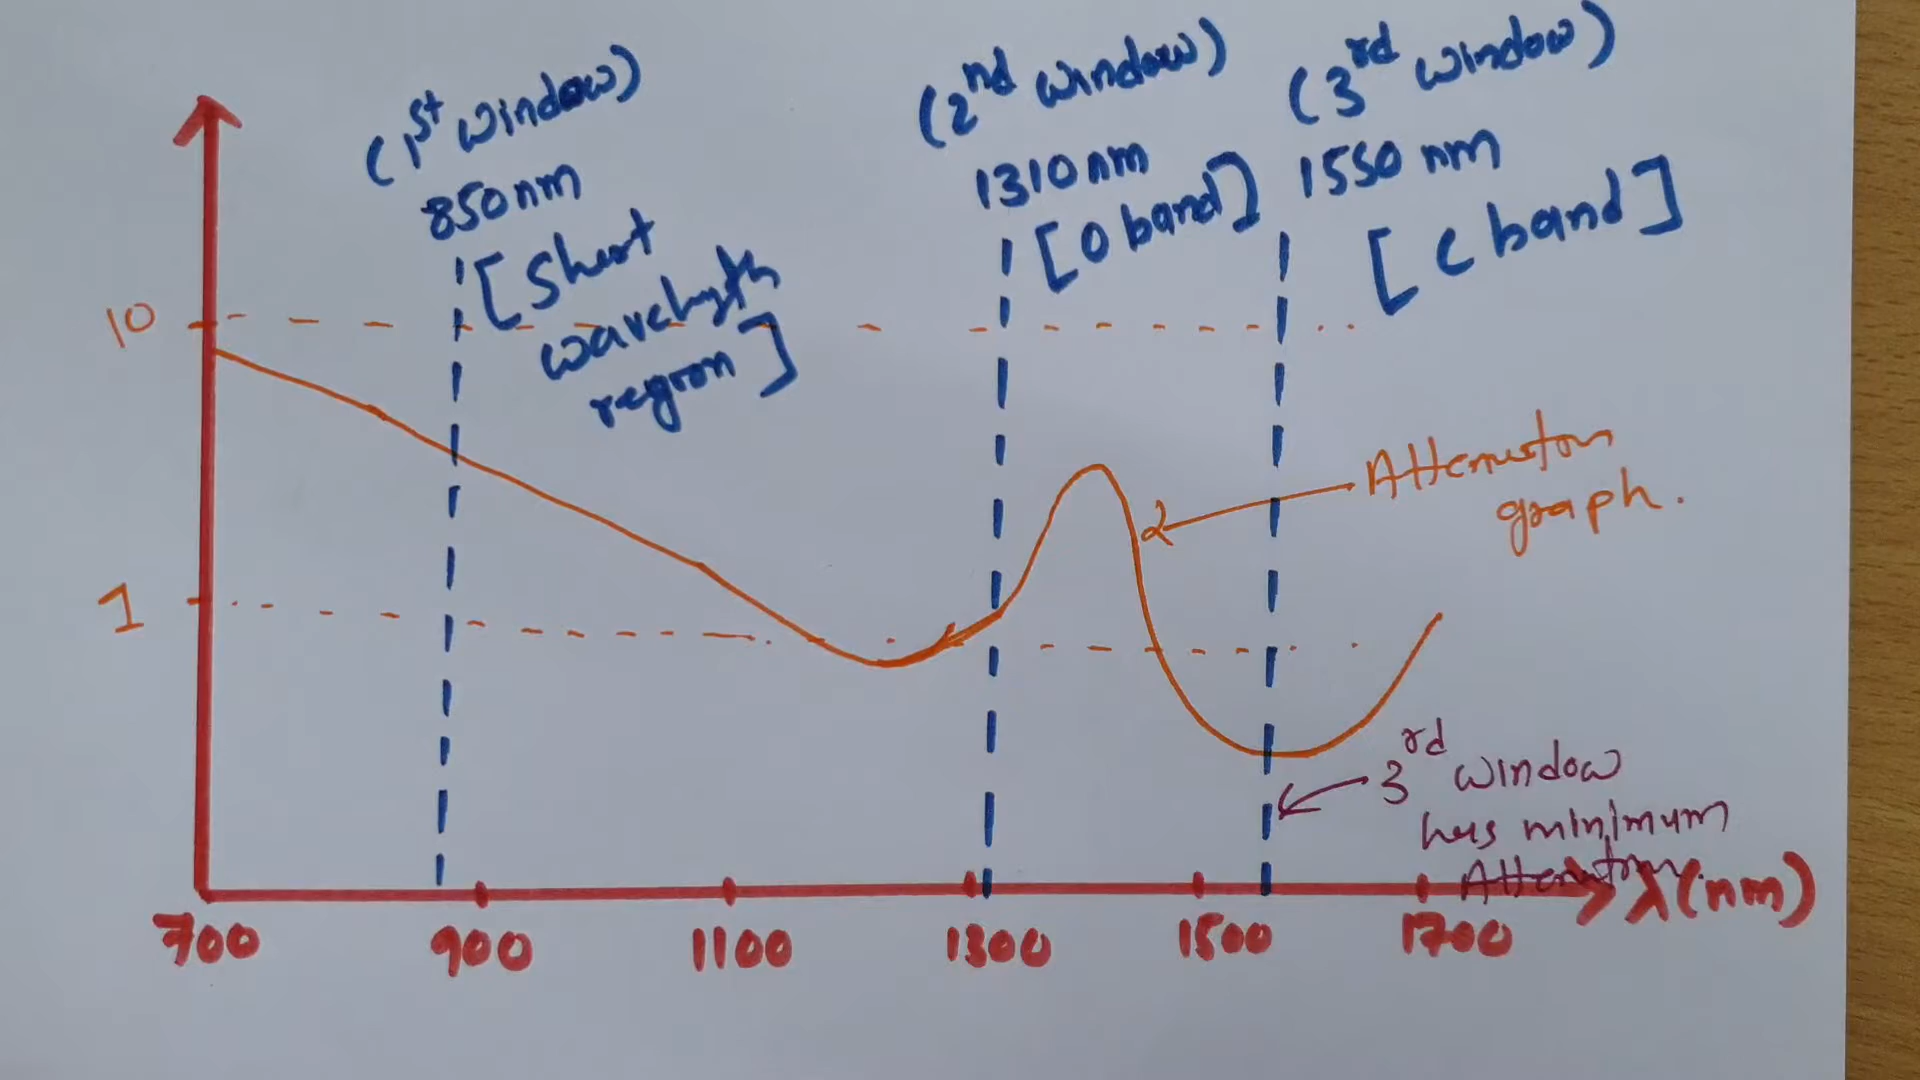 (1st window)
850nm
[Short
wavelength
region]
(2nd window)
1310nm
[O band]
(3rd window)
1550 nm
[C band]
10
1
Attenuation
graph.
3rd window
has minimum
Attenuation.
700 900 1100 1300 1500 1700 λ(nm)